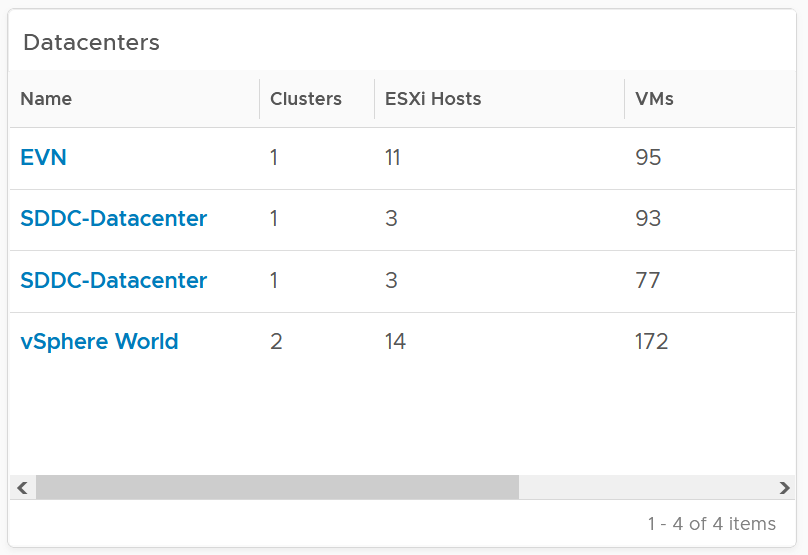 Datacenters
Name Clusters ESXi Hosts VMs
EVN 1 11 95
SDDC-Datacenter 1 3 93
SDDC-Datacenter 1 3 77
vSphere World 2 14 172
1 - 4 of 4 items